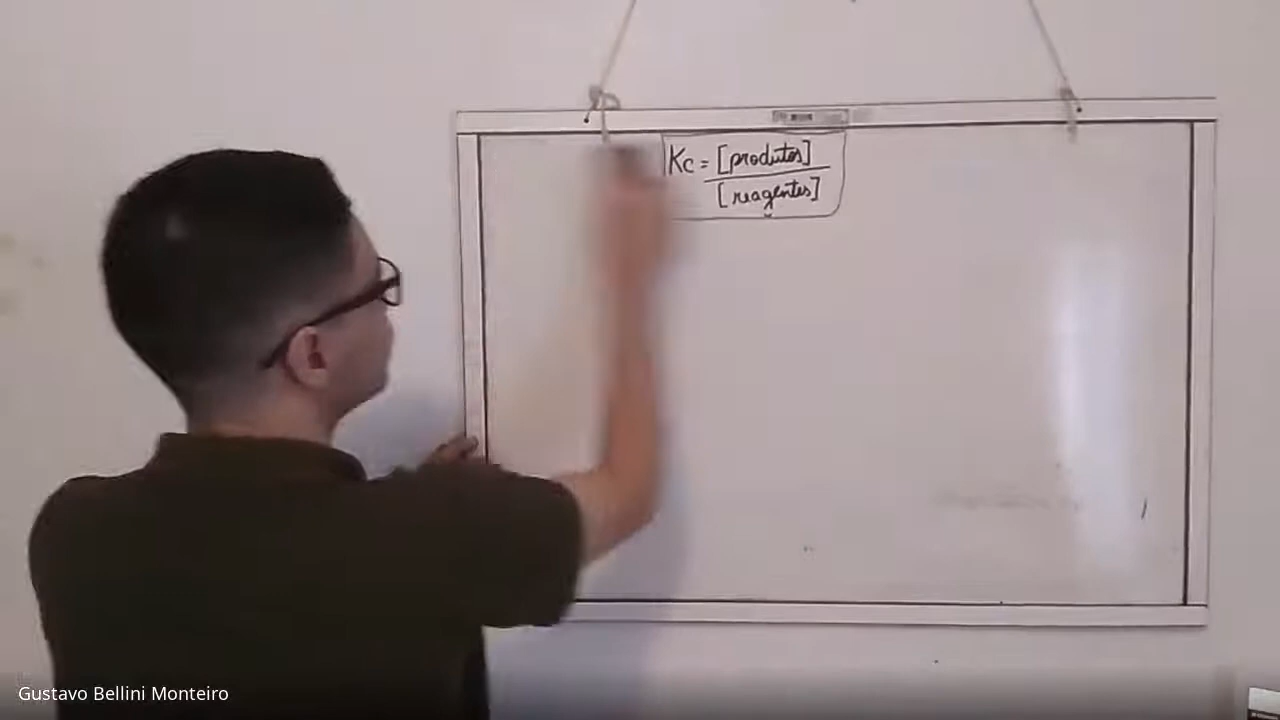 Kc = [produtos]
[reagentes]
Gustavo Bellini Monteiro